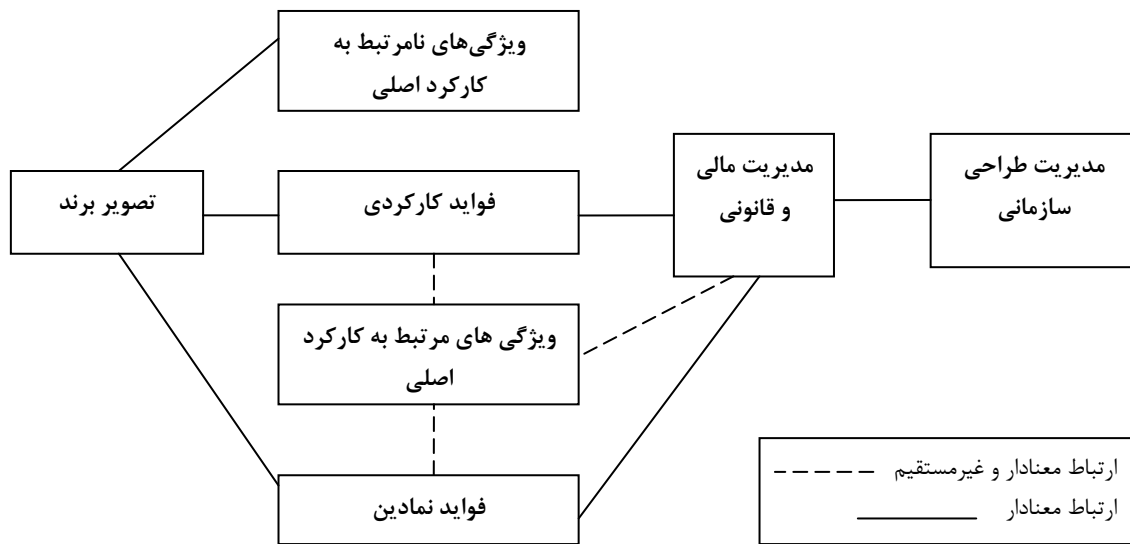 ویژگی‌های نامرتبط به
کارکرد اصلی
مدیریت طراحی
سازمانی
مدیریت مالی
و قانونی
فواید کارکردی
تصویر برند
ویژگی های مرتبط به کارکرد
اصلی
فواید نمادین
ارتباط معنادار و غیرمستقیم
ارتباط معنادار